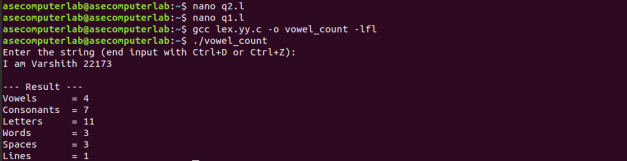 asecomputerlab@asecomputerlab:~$ nano q2.l
asecomputerlab@asecomputerlab:~$ nano q1.l
asecomputerlab@asecomputerlab:~$ gcc lex.yy.c -o vowel_count -lfl
asecomputerlab@asecomputerlab:~$ ./vowel_count
Enter the string (end input with Ctrl+D or Ctrl+Z):
I am Varshith 22173

--- Result ---
Vowels      = 4
Consonants  = 7
Letters     = 11
Words       = 3
Spaces      = 3
Lines       = 1